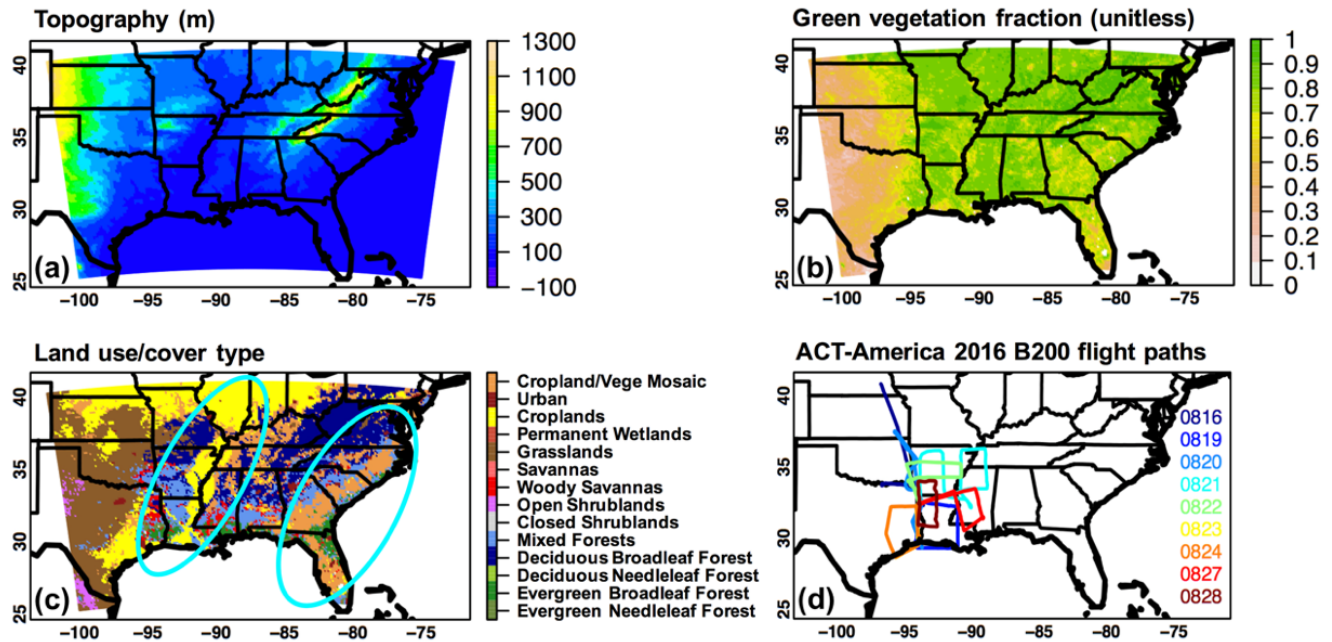 Topography (m)
40
35
30
25
(a)
−100 −95 −90 −85 −80 −75
1300
1100
900
700
500
300
100
−100
Green vegetation fraction (unitless)
40
35
30
25
(b)
−100 −95 −90 −85 −80 −75
1
0.9
0.8
0.7
0.6
0.5
0.4
0.3
0.2
0.1
0
Land use/cover type
40
35
30
25
(c)
−100 −95 −90 −85 −80 −75
Cropland/Vege Mosaic
Urban
Croplands
Permanent Wetlands
Grasslands
Savannas
Woody Savannas
Open Shrublands
Closed Shrublands
Mixed Forests
Deciduous Broadleaf Forest
Deciduous Needleleaf Forest
Evergreen Broadleaf Forest
Evergreen Needleleaf Forest
ACT-America 2016 B200 flight paths
40
35
30
25
(d)
−100 −95 −90 −85 −80 −75
0816
0819
0820
0821
0822
0823
0824
0827
0828